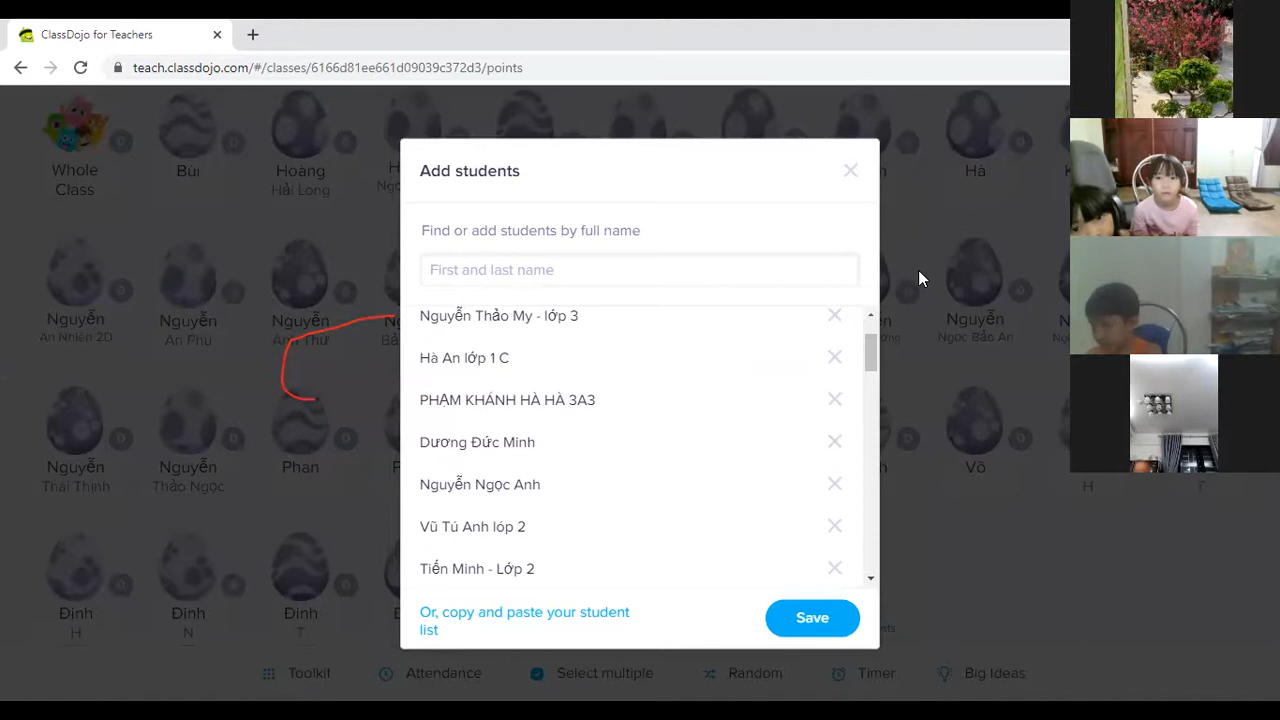 ClassDojo for Teachers
teach.classdojo.com/#/classes/6166d81ee661d09039c372d3/points
Whole
Class
Bùi
Hoàng
Hải Long
Hà
Add students
Find or add students by full name
First and last name
Nguyễn Thảo My - lớp 3
Hà An lớp 1 C
PHẠM KHÁNH HÀ HÀ 3A3
Dương Đức Minh
Nguyễn Ngọc Anh
Vũ Tú Anh lóp 2
Tiến Minh - Lớp 2
Or, copy and paste your student
list
Save
Nguyễn
An Nhiên 2D
Nguyễn
An Phú
Nguyễn
Anh Thư
Nguyễn
Ngọc Bảo An
Nguyễn
Thái Thịnh
Nguyễn
Thảo Ngọc
Phan
Võ
H
T
Đinh
H
Đinh
N
Đinh
T
Toolkit
Attendance
Select multiple
Random
Timer
Big Ideas